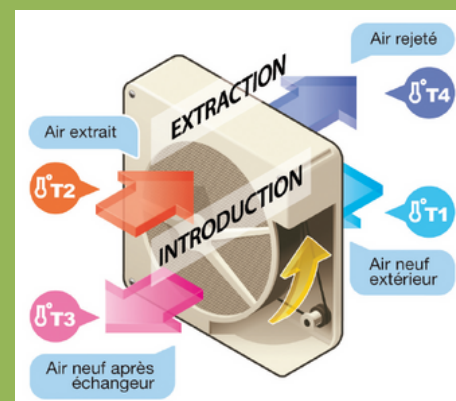 Air rejeté
T4
EXTRACTION
Air extrait
T2
INTRODUCTION
T1
Air neuf
extérieur
T3
Air neuf après
échangeur